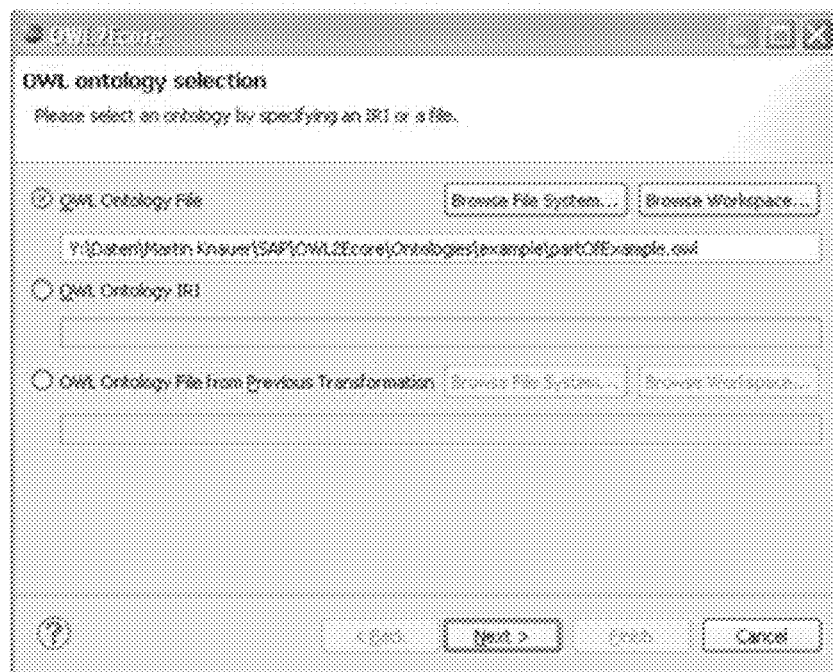 OWL2Ecore
OWL ontology selection
Please select an ontology by specifying an IRI or a file.
OWL Ontology File Browse File System... Browse Workspace...
Y:\Daten\Martin Knauer\SAP\OWL2Ecore\Ontologies\example\partOfExample.owl
OWL Ontology IRI
OWL Ontology File from Previous Transformation Browse File System... Browse Workspace...
? < Back Next > Finish Cancel